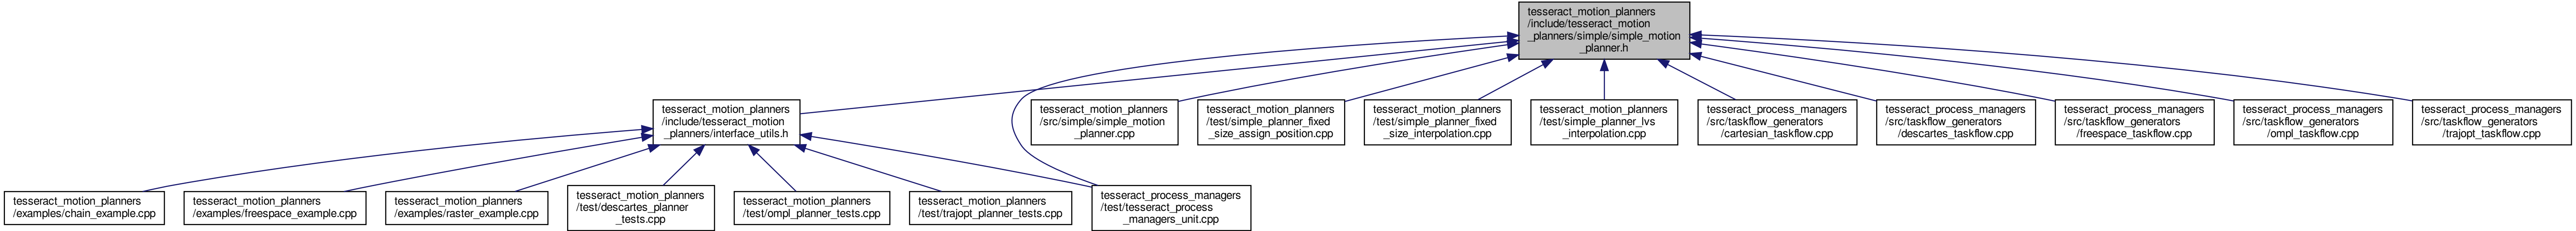 tesseract_motion_planners
/include/tesseract_motion
_planners/simple/simple_motion
_planner.h
tesseract_motion_planners
/include/tesseract_motion
_planners/interface_utils.h
tesseract_motion_planners
/src/simple/simple_motion
_planner.cpp
tesseract_motion_planners
/test/simple_planner_fixed
_size_assign_position.cpp
tesseract_motion_planners
/test/simple_planner_fixed
_size_interpolation.cpp
tesseract_motion_planners
/test/simple_planner_lvs
_interpolation.cpp
tesseract_process_managers
/src/taskflow_generators
/cartesian_taskflow.cpp
tesseract_process_managers
/src/taskflow_generators
/descartes_taskflow.cpp
tesseract_process_managers
/src/taskflow_generators
/freespace_taskflow.cpp
tesseract_process_managers
/src/taskflow_generators
/ompl_taskflow.cpp
tesseract_process_managers
/src/taskflow_generators
/trajopt_taskflow.cpp
tesseract_motion_planners
/examples/chain_example.cpp
tesseract_motion_planners
/examples/freespace_example.cpp
tesseract_motion_planners
/examples/raster_example.cpp
tesseract_motion_planners
/test/descartes_planner
_tests.cpp
tesseract_motion_planners
/test/ompl_planner_tests.cpp
tesseract_motion_planners
/test/trajopt_planner_tests.cpp
tesseract_process_managers
/test/tesseract_process
_managers_unit.cpp